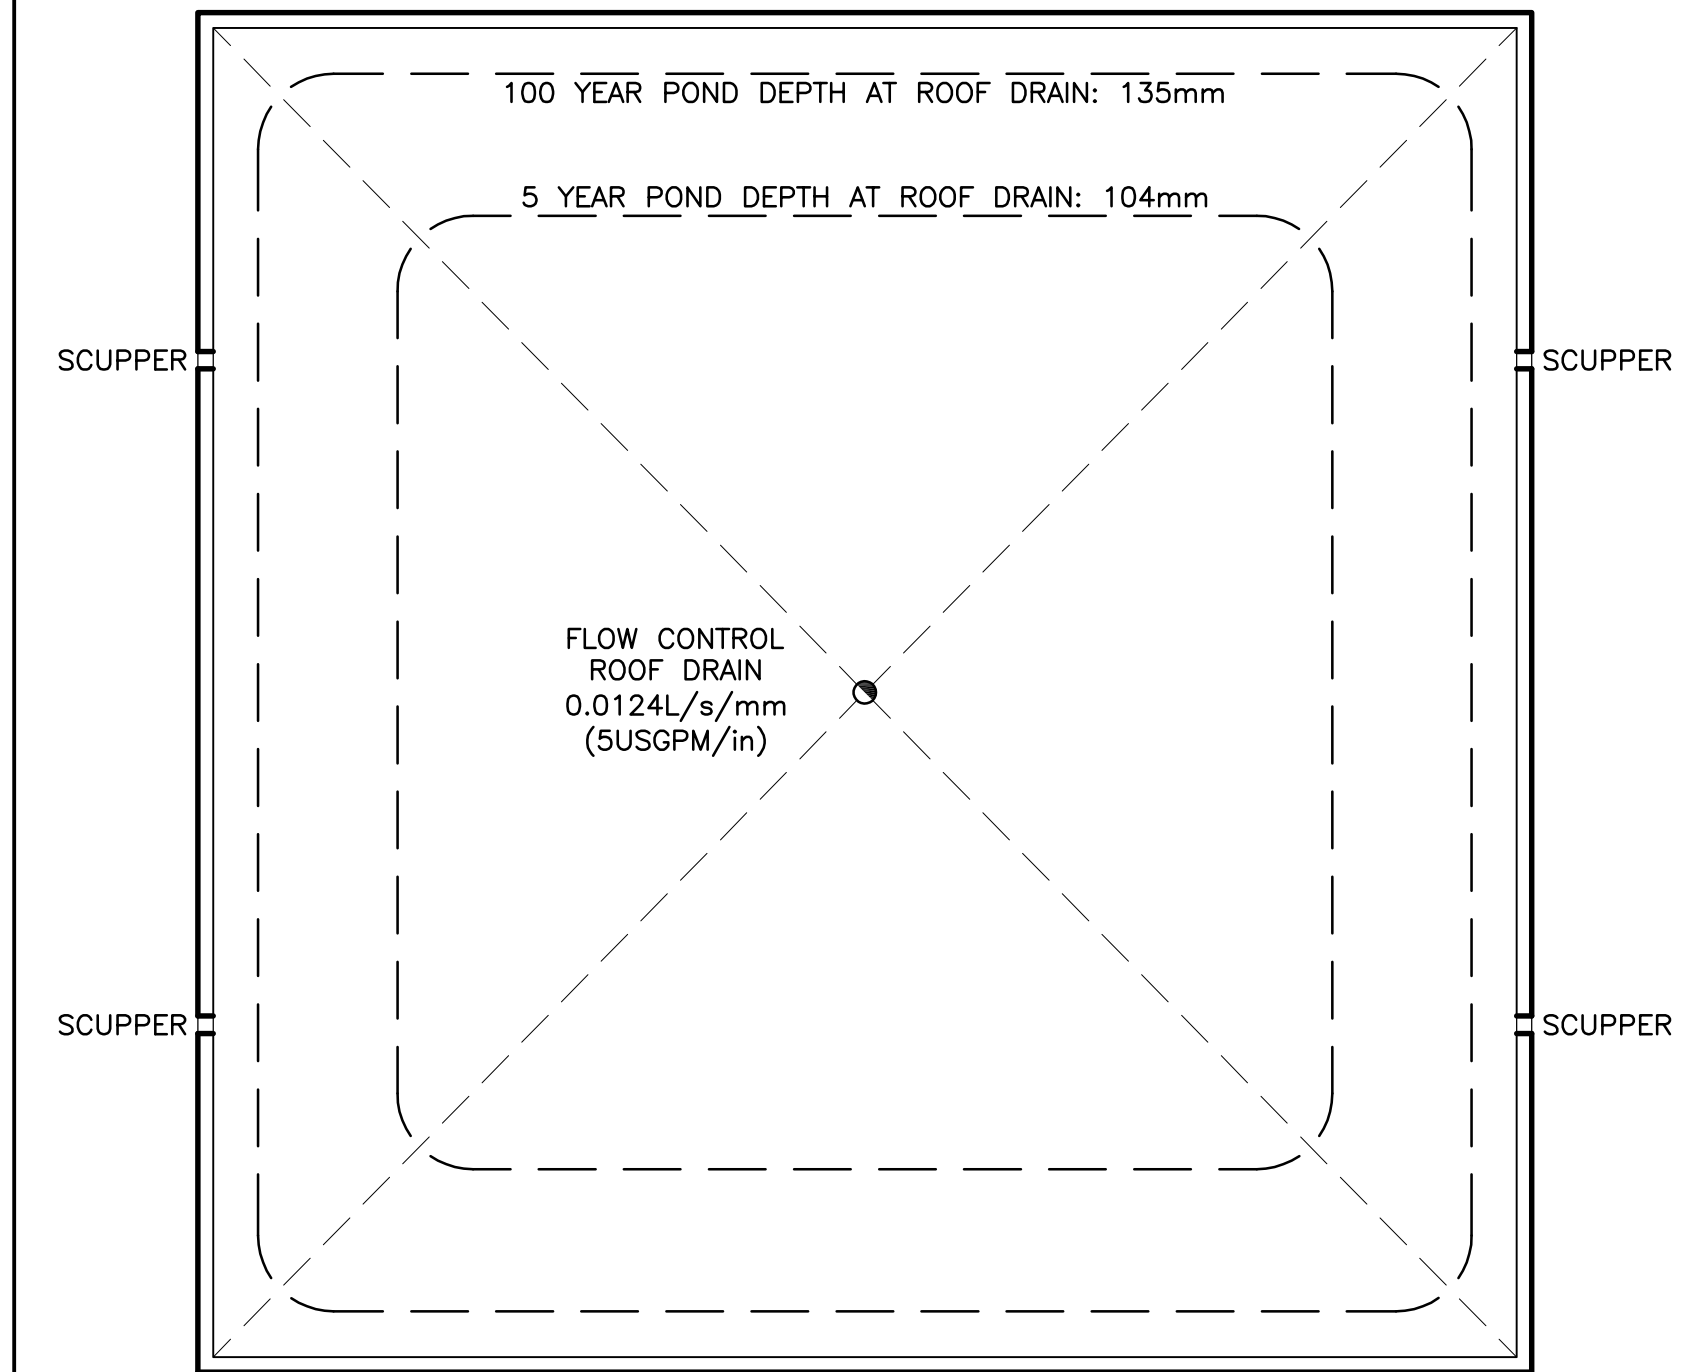 100 YEAR POND DEPTH AT ROOF DRAIN: 135mm
5 YEAR POND DEPTH AT ROOF DRAIN: 104mm
SCUPPER
SCUPPER
FLOW CONTROL
ROOF DRAIN
0.0124L/s/mm
(5USGPM/in)
SCUPPER
SCUPPER